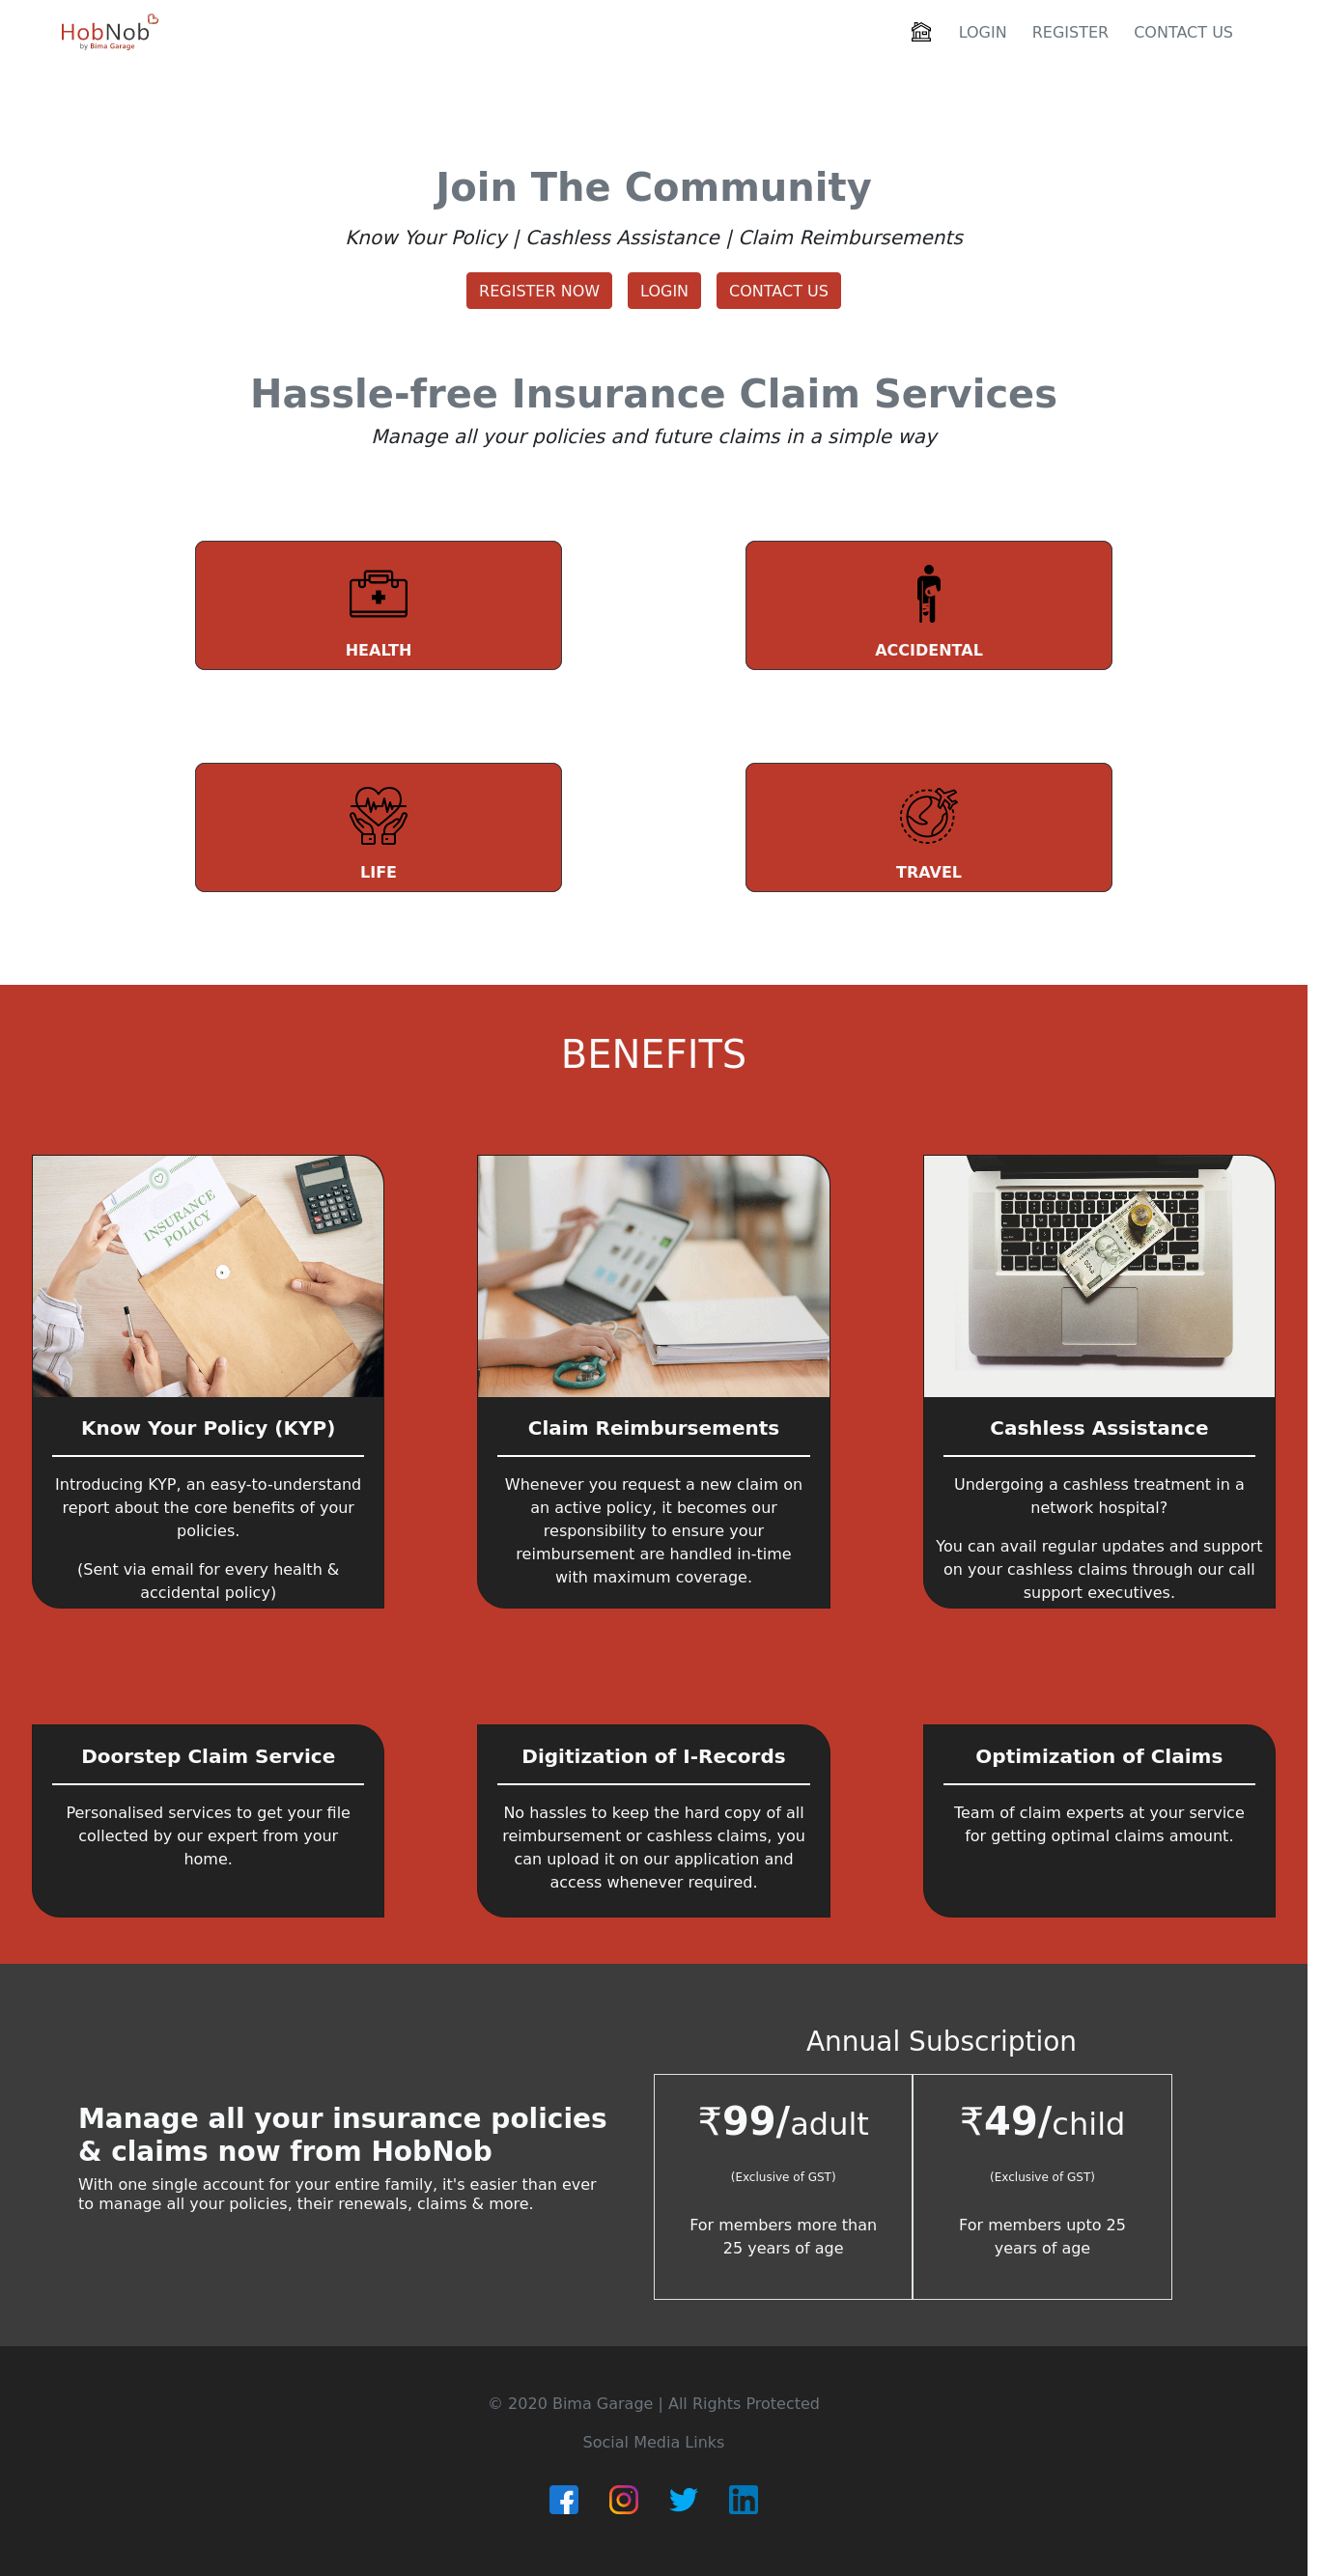 HobNob
by Bima Garage
LOGIN REGISTER CONTACT US
Join The Community
Know Your Policy | Cashless Assistance | Claim Reimbursements
REGISTER NOW LOGIN CONTACT US
Hassle-free Insurance Claim Services
Manage all your policies and future claims in a simple way
HEALTH
ACCIDENTAL
LIFE
TRAVEL
BENEFITS
INSURANCE
POLICY
Know Your Policy (KYP)
Introducing KYP, an easy-to-understand
report about the core benefits of your
policies.
(Sent via email for every health &
accidental policy)
Claim Reimbursements
Whenever you request a new claim on
an active policy, it becomes our
responsibility to ensure your
reimbursement are handled in-time
with maximum coverage.
Cashless Assistance
Undergoing a cashless treatment in a
network hospital?
You can avail regular updates and support
on your cashless claims through our call
support executives.
Doorstep Claim Service
Personalised services to get your file
collected by our expert from your
home.
Digitization of I-Records
No hassles to keep the hard copy of all
reimbursement or cashless claims, you
can upload it on our application and
access whenever required.
Optimization of Claims
Team of claim experts at your service
for getting optimal claims amount.
Manage all your insurance policies
& claims now from HobNob
With one single account for your entire family, it's easier than ever
to manage all your policies, their renewals, claims & more.
Annual Subscription
₹99/adult
(Exclusive of GST)
For members more than
25 years of age
₹49/child
(Exclusive of GST)
For members upto 25
years of age
© 2020 Bima Garage | All Rights Protected
Social Media Links